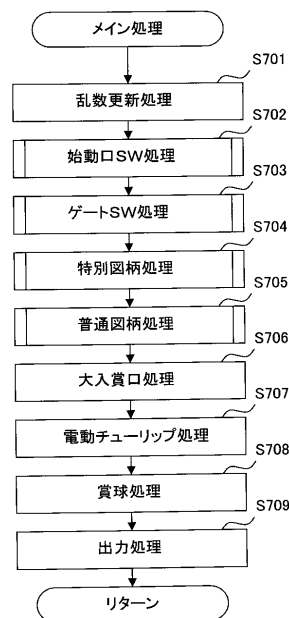 メイン処理
S701
乱数更新処理
S702
始動口SW処理
S703
ゲートSW処理
S704
特別図柄処理
S705
普通図柄処理
S706
大入賞口処理
S707
電動チューリップ処理
S708
賞球処理
S709
出力処理
リターン